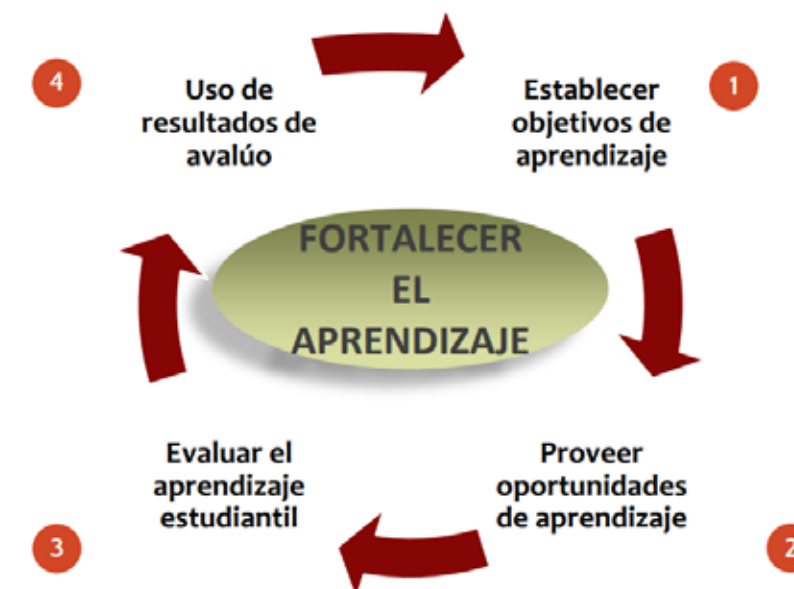 1
Establecer
objetivos de
aprendizaje
2
Proveer
oportunidades
de aprendizaje
3
Evaluar el
aprendizaje
estudiantil
4
Uso de
resultados de
avalúo
FORTALECER
EL
APRENDIZAJE